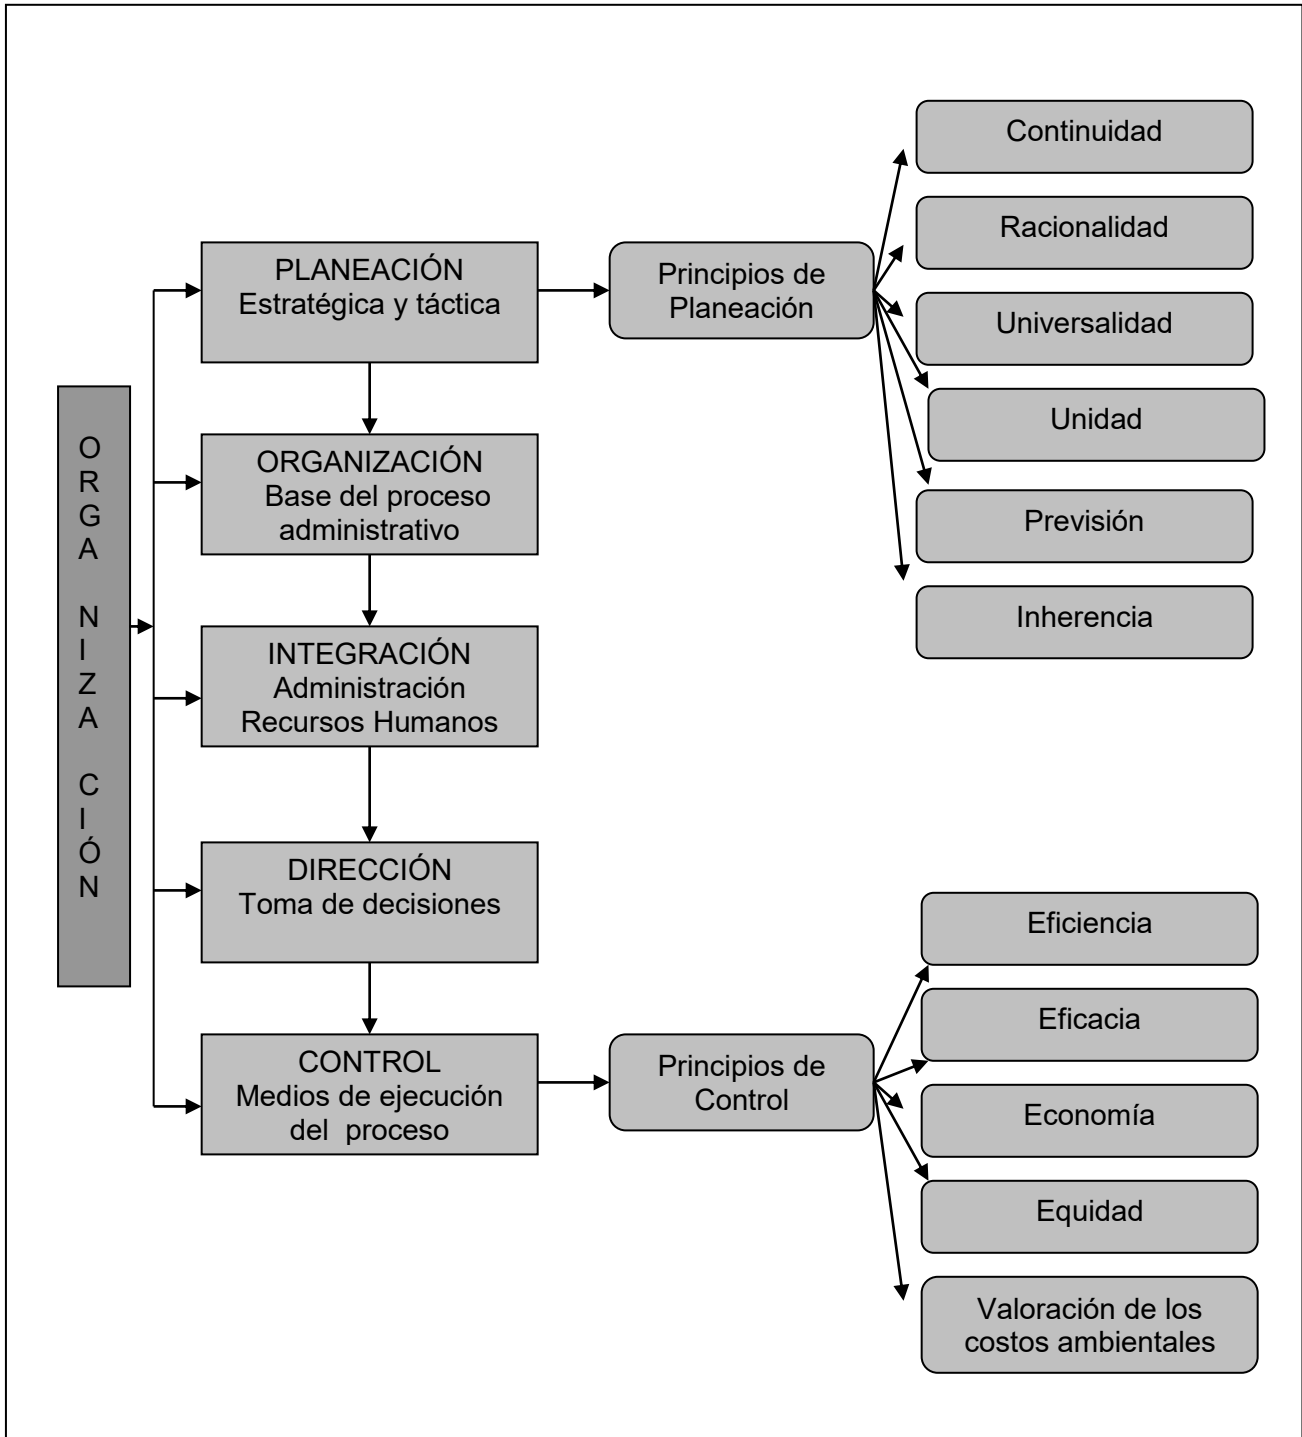 O
R
G
A
N
I
Z
A
C
I
Ó
N
PLANEACIÓN
Estratégica y táctica
ORGANIZACIÓN
Base del proceso
administrativo
INTEGRACIÓN
Administración
Recursos Humanos
DIRECCIÓN
Toma de decisiones
CONTROL
Medios de ejecución
del proceso
Principios de
Planeación
Continuidad
Racionalidad
Universalidad
Unidad
Previsión
Inherencia
Principios de
Control
Eficiencia
Eficacia
Economía
Equidad
Valoración de los
costos ambientales